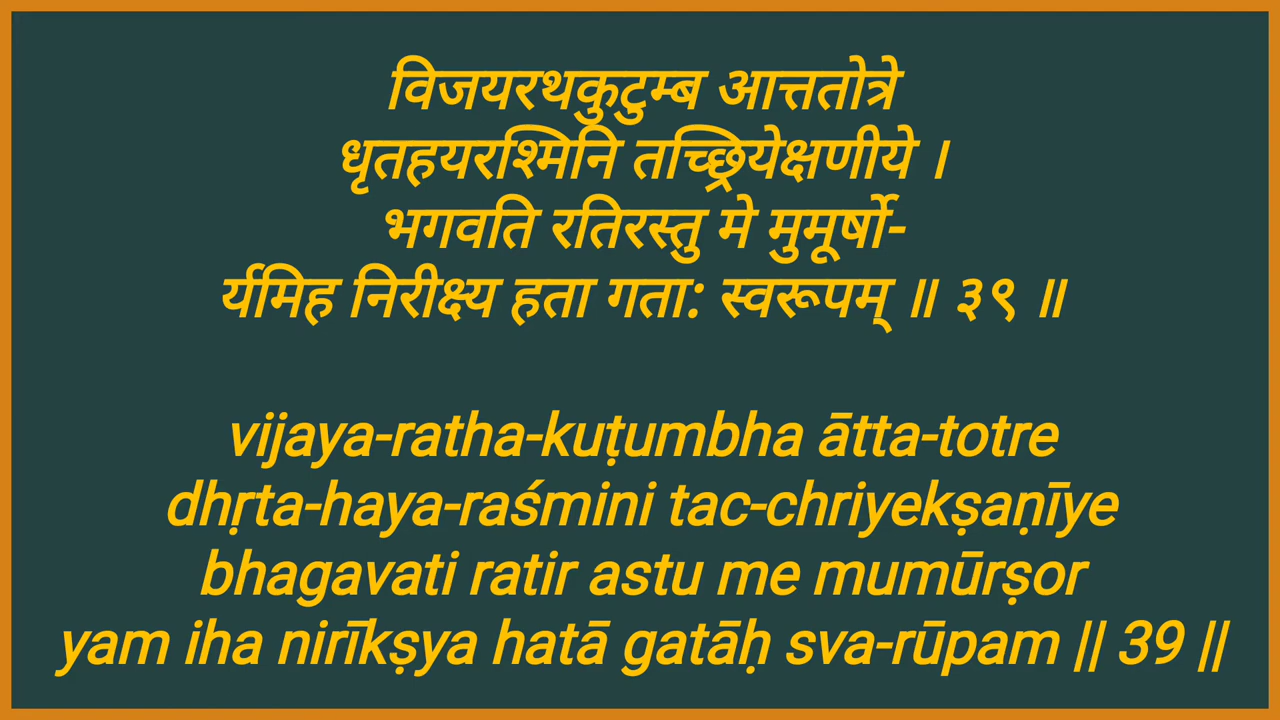 विजयरथकुटुम्ब आत्ततोत्रे
धृतहयरश्मिनि तच्छ्रियेक्षणीये ।
भगवति रतिरस्तु मे मुमूर्षो-
र्यमिह निरीक्ष्य हता गता: स्वरूपम् ॥ ३९ ॥
vijaya-ratha-kuṭumbha ātta-totre
dhṛta-haya-raśmini tac-chriyekṣaṇīye
bhagavati ratir astu me mumūrṣor
yam iha nirīkṣya hatā gatāḥ sva-rūpam || 39 ||